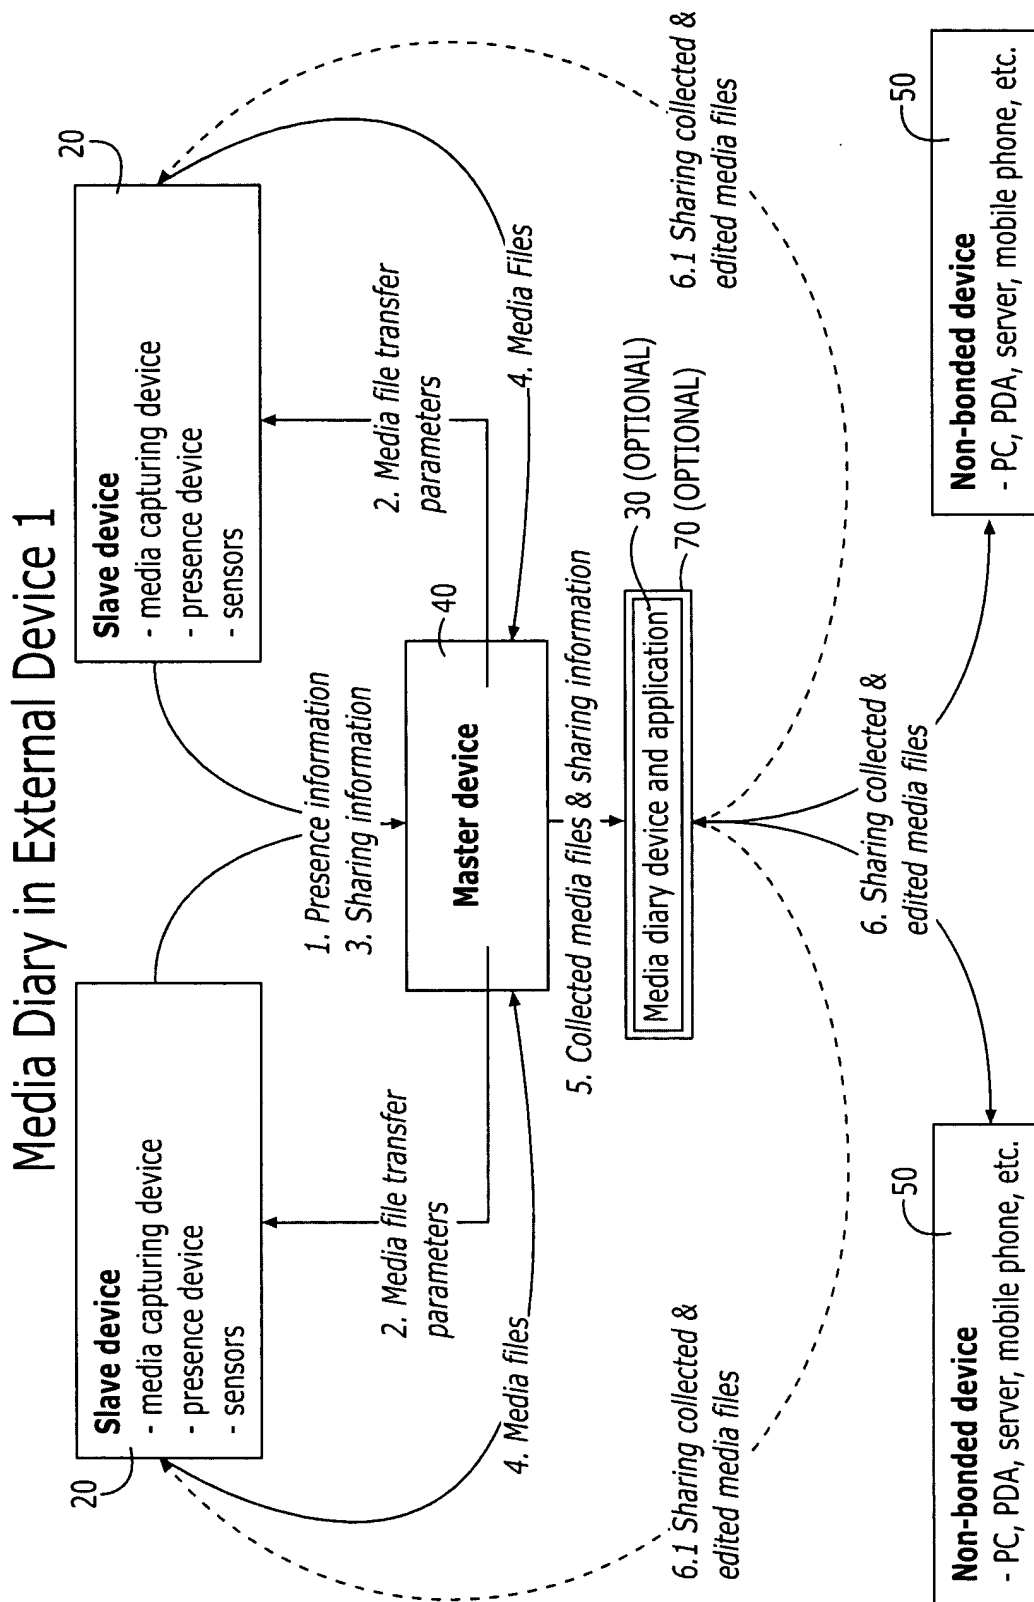 Media Diary in External Device 1
20
Slave device
- media capturing device
- presence device
- sensors
20
Slave device
- media capturing device
- presence device
- sensors
1. Presence information
3. Sharing information
2. Media file transfer
parameters
2. Media file transfer
parameters
40
Master device
4. Media files
4. Media Files
5. Collected media files & sharing information
30 (OPTIONAL)
70 (OPTIONAL)
Media diary device and application
6.1 Sharing collected &
edited media files
6.1 Sharing collected &
edited media files
6. Sharing collected &
edited media files
50
Non-bonded device
- PC, PDA, server, mobile phone, etc.
50
Non-bonded device
- PC, PDA, server, mobile phone, etc.